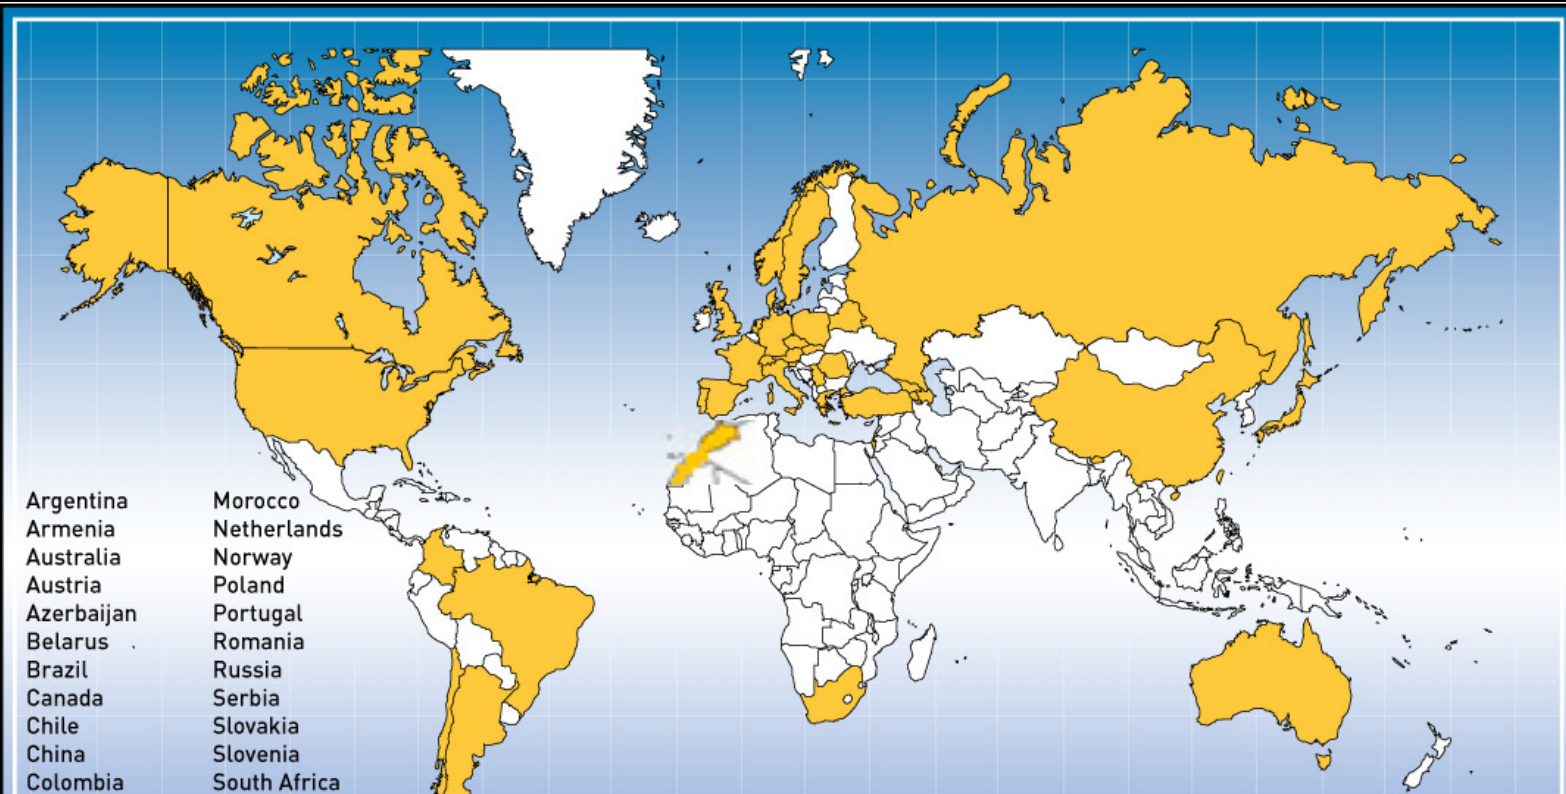 Argentina
Armenia
Australia
Austria
Azerbaijan
Belarus
Brazil
Canada
Chile
China
Colombia
Morocco
Netherlands
Norway
Poland
Portugal
Romania
Russia
Serbia
Slovakia
Slovenia
South Africa